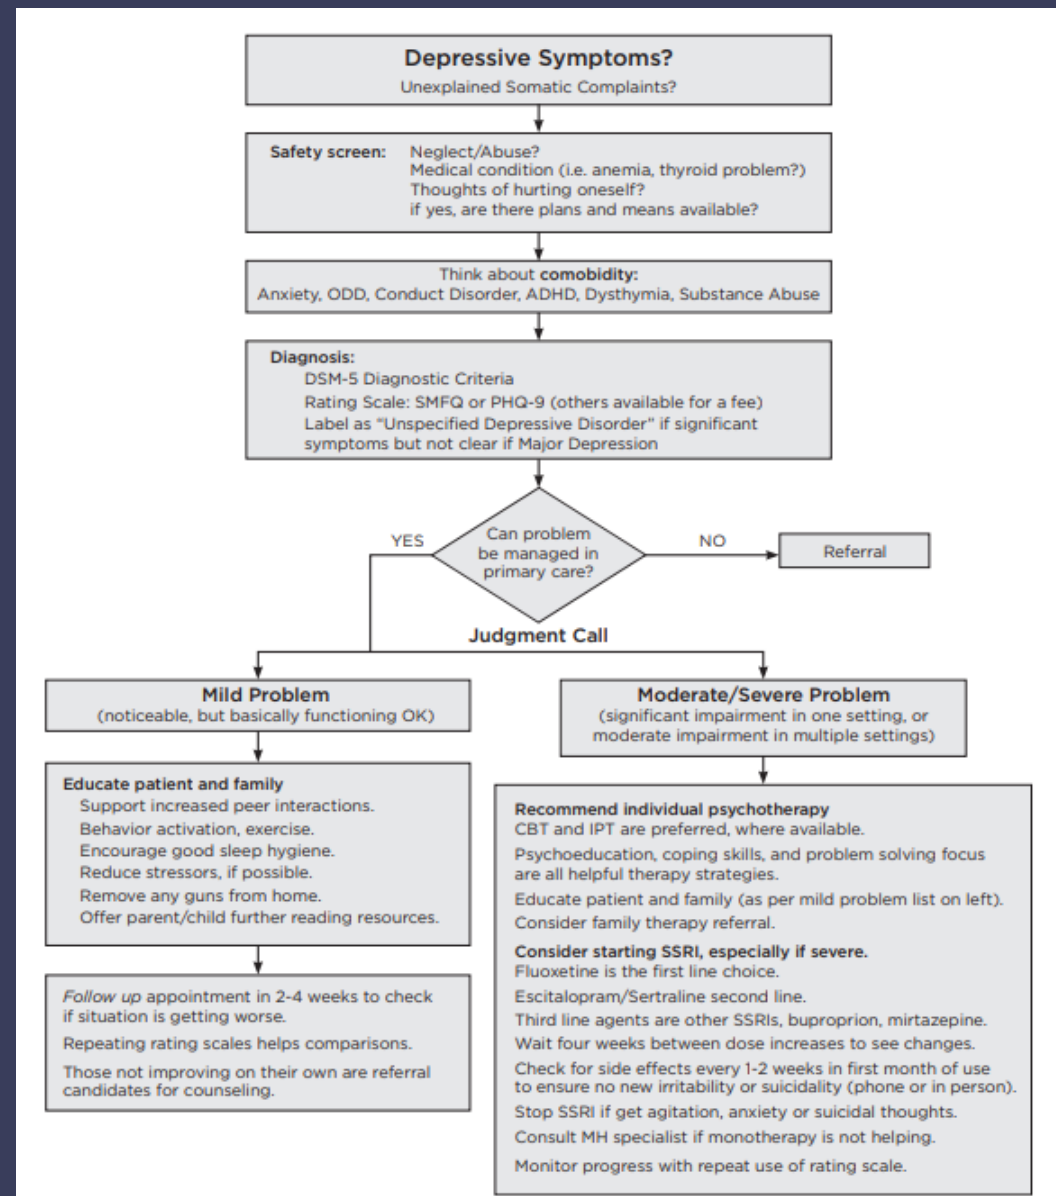 Depressive Symptoms?
Unexplained Somatic Complaints?
Safety screen: Neglect/Abuse?
Medical condition (i.e. anemia, thyroid problem?)
Thoughts of hurting oneself?
if yes, are there plans and means available?
Think about comobidity:
Anxiety, ODD, Conduct Disorder, ADHD, Dysthymia, Substance Abuse
Diagnosis:
DSM-5 Diagnostic Criteria
Rating Scale: SMFQ or PHQ-9 (others available for a fee)
Label as “Unspecified Depressive Disorder” if significant
symptoms but not clear if Major Depression
Can problem
be managed in
primary care?
YES
NO
Referral
Judgment Call
Mild Problem
(noticeable, but basically functioning OK)
Educate patient and family
Support increased peer interactions.
Behavior activation, exercise.
Encourage good sleep hygiene.
Reduce stressors, if possible.
Remove any guns from home.
Offer parent/child further reading resources.
Follow up appointment in 2-4 weeks to check
if situation is getting worse.
Repeating rating scales helps comparisons.
Those not improving on their own are referral
candidates for counseling.
Moderate/Severe Problem
(significant impairment in one setting, or
moderate impairment in multiple settings)
Recommend individual psychotherapy
CBT and IPT are preferred, where available.
Psychoeducation, coping skills, and problem solving focus
are all helpful therapy strategies.
Educate patient and family (as per mild problem list on left).
Consider family therapy referral.
Consider starting SSRI, especially if severe.
Fluoxetine is the first line choice.
Escitalopram/Sertraline second line.
Third line agents are other SSRIs, buproprion, mirtazepine.
Wait four weeks between dose increases to see changes.
Check for side effects every 1-2 weeks in first month of use
to ensure no new irritability or suicidality (phone or in person).
Stop SSRI if get agitation, anxiety or suicidal thoughts.
Consult MH specialist if monotherapy is not helping.
Monitor progress with repeat use of rating scale.